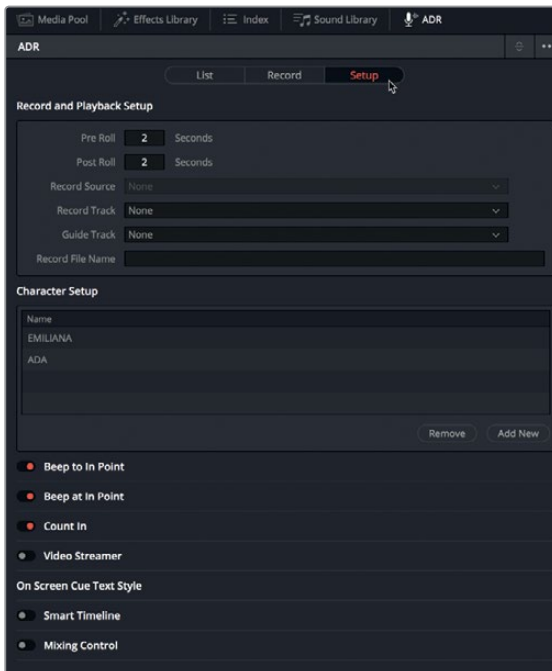 Media Pool Effects Library Index Sound Library ADR
ADR
List Record Setup
Record and Playback Setup
Pre Roll 2 Seconds
Post Roll 2 Seconds
Record Source None
Record Track None
Guide Track None
Record File Name
Character Setup
Name
EMILIANA
ADA
Remove Add New
Beep to In Point
Beep at In Point
Count In
Video Streamer
On Screen Cue Text Style
Smart Timeline
Mixing Control